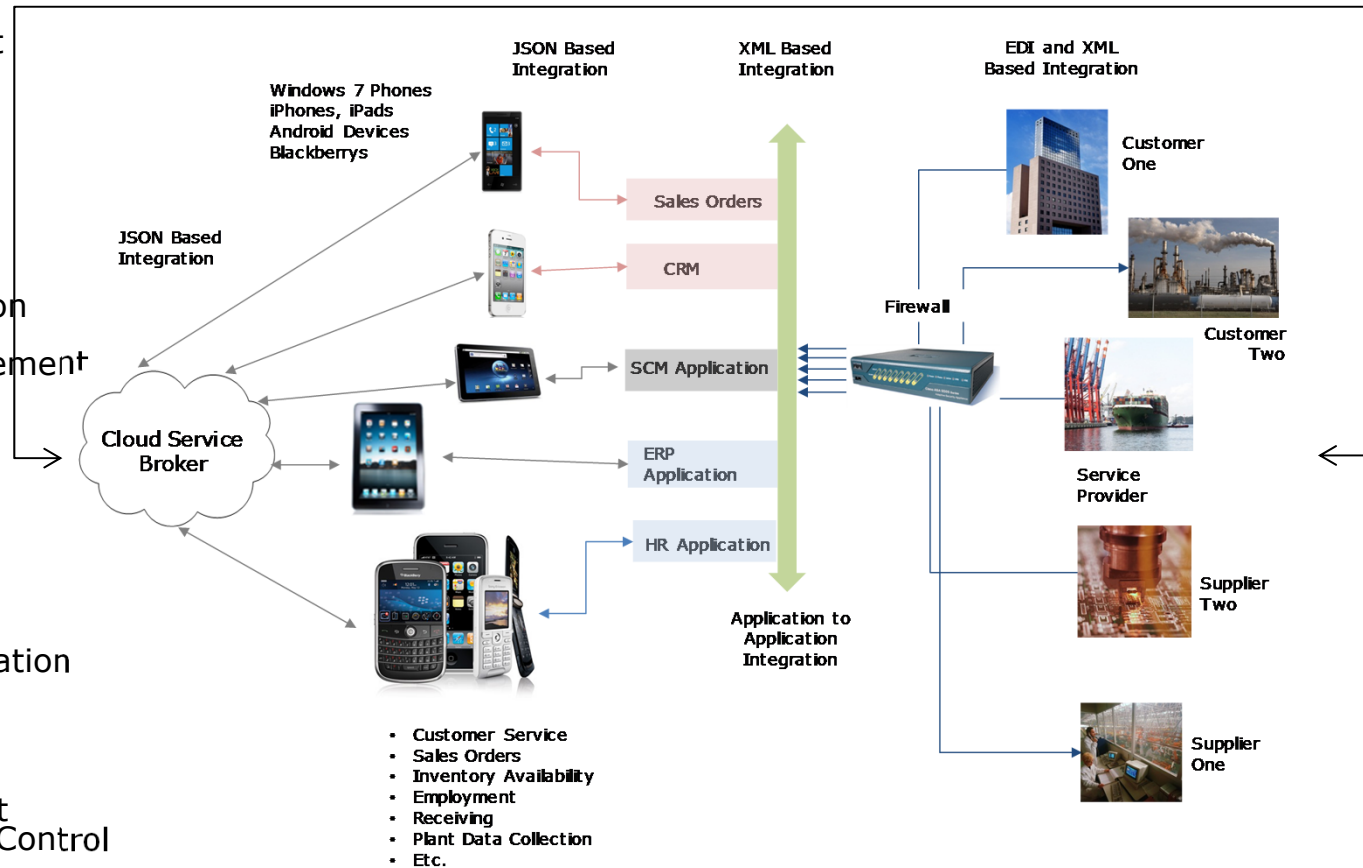 JSON Based
Integration
XML Based
Integration
EDI and XML
Based Integration
Windows 7 Phones
iPhones, iPads
Android Devices
Blackberrys
Customer
One
Sales Orders
JSON Based
Integration
CRM
Firewall
Customer
Two
SCM Application
Cloud Service
Broker
ERP
Application
Service
Provider
HR Application
Supplier
Two
Application to
Application
Integration
• Customer Service
• Sales Orders
• Inventory Availability
• Employment
• Receiving
• Plant Data Collection
• Etc.
Supplier
One
t
on
ement
ation
t
Control